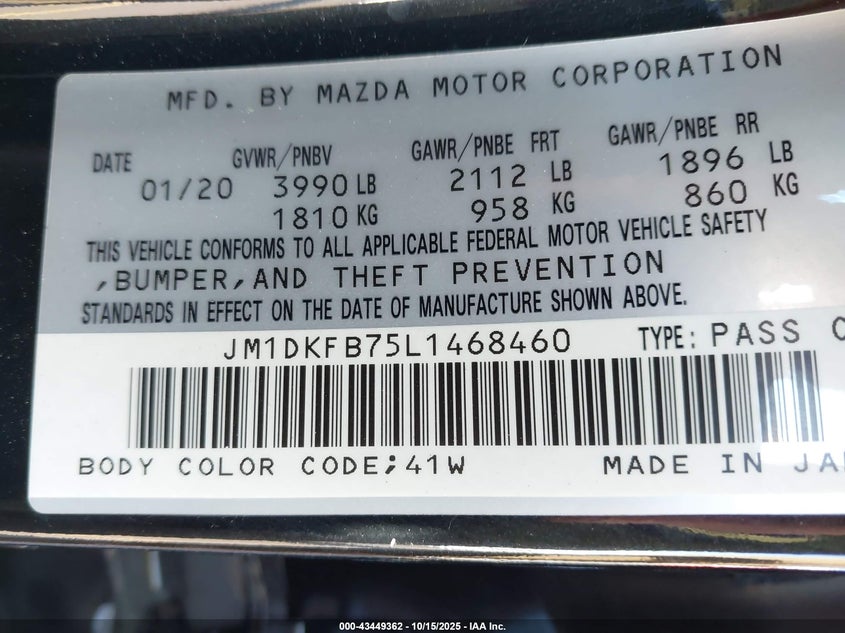 MFD. BY MAZDA MOTOR CORPORATION
DATE GVWR/PNBV GAWR/PNBE FRT GAWR/PNBE RR
01/20 3990 LB 2112 LB 1896 LB
1810 KG 958 KG 860 KG
THIS VEHICLE CONFORMS TO ALL APPLICABLE FEDERAL MOTOR VEHICLE SAFETY
,BUMPER,AND THEFT PREVENTION
STANDARDS IN EFFECT ON THE DATE OF MANUFACTURE SHOWN ABOVE.
JM1DKFB75L1468460 TYPE: PASS C
BODY COLOR CODE;41W MADE IN JA
000-43449362 - 10/15/2025 - IAA Inc.